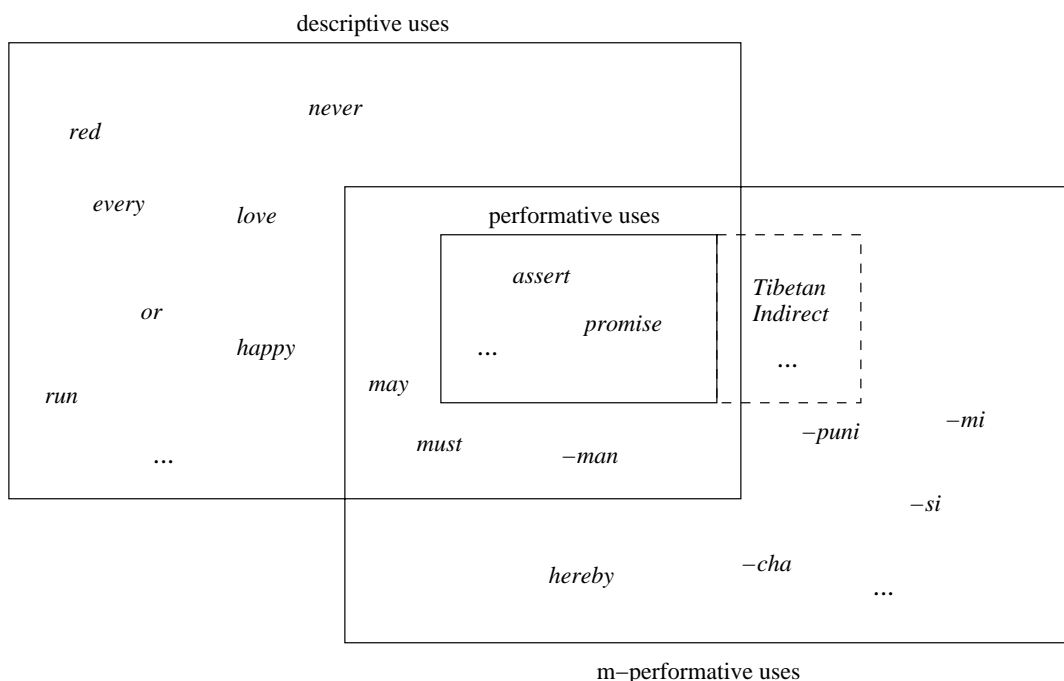 descriptive uses
never
red
every
love
performative uses
assert
Tibetan
Indirect
or
promise
happy
...
...
may
run
–mi
–puni
must
–man
...
–si
hereby
–cha
...
m–performative uses